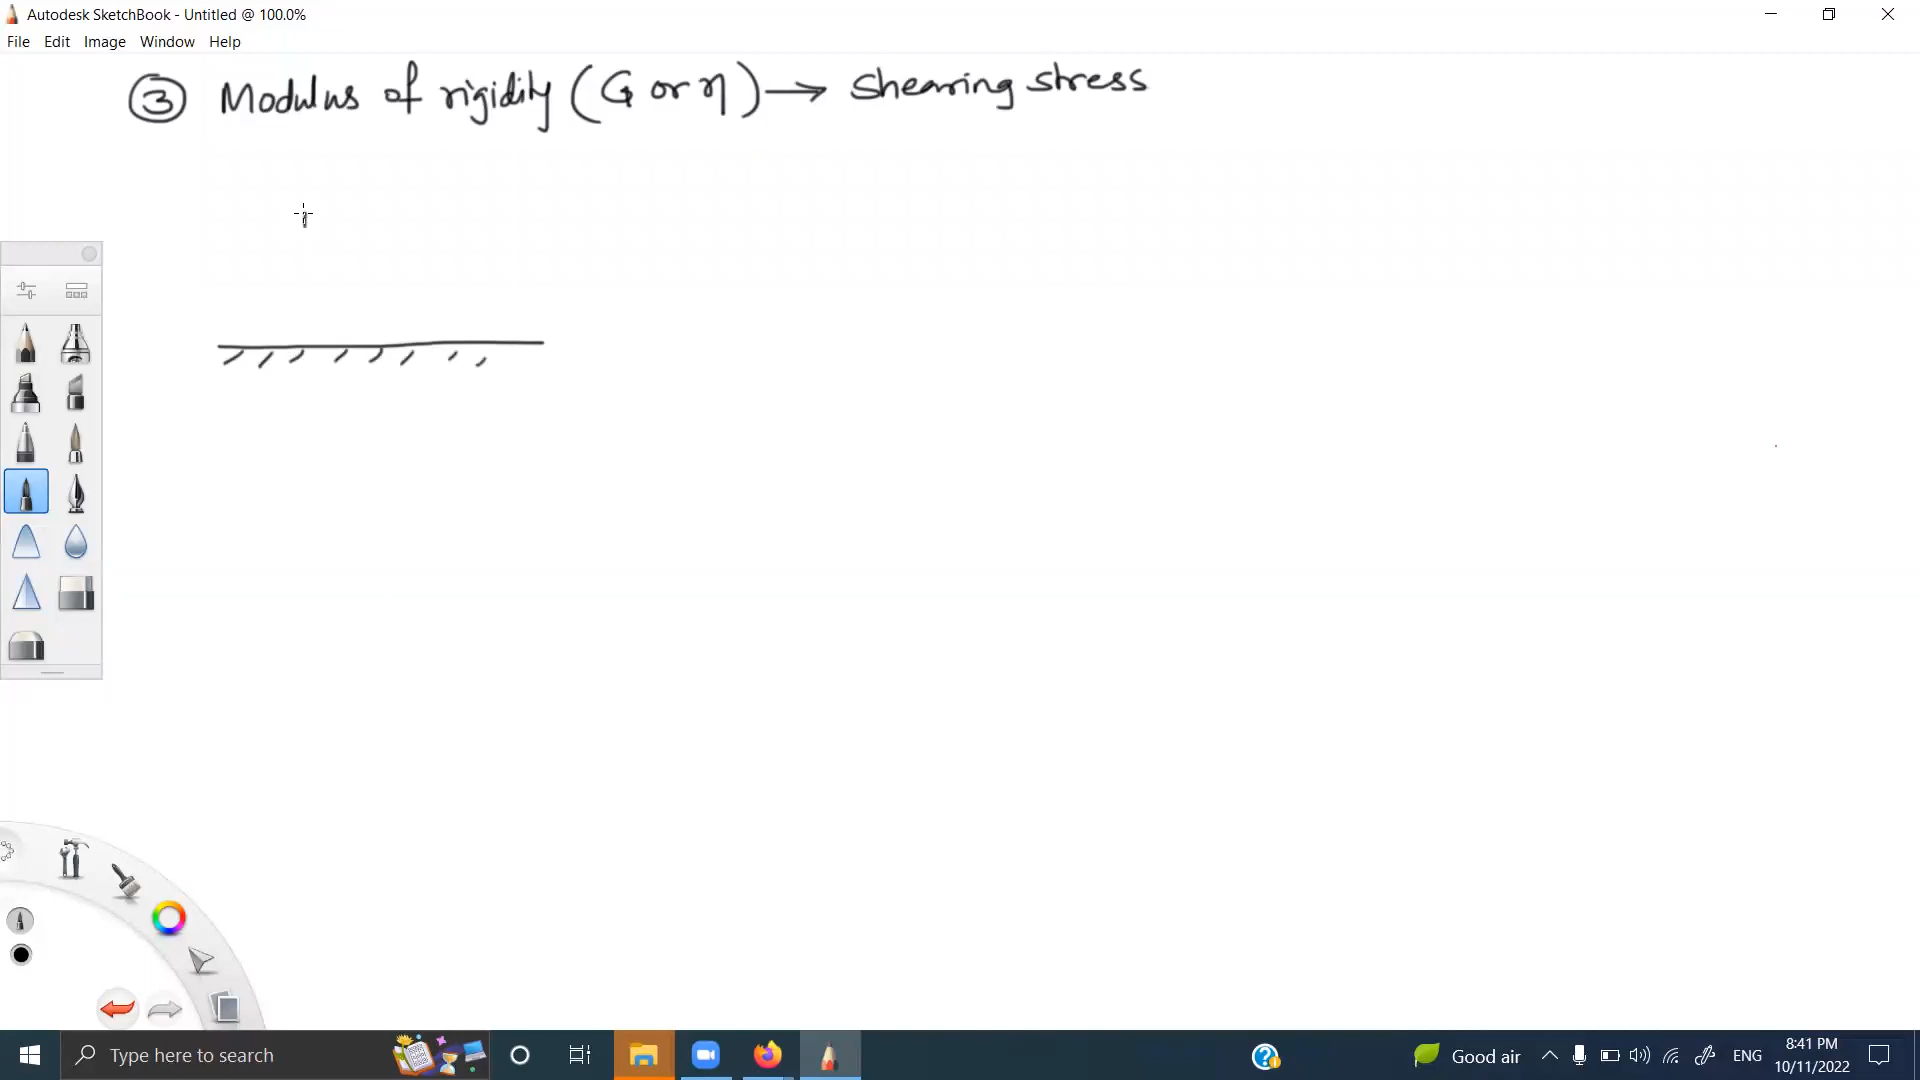 Autodesk SketchBook - Untitled @ 100.0%
File Edit Image Window Help
③ Modulus of rigidity (G or η) → Shearing stress
Type here to search
Good air
ENG
8:41 PM
10/11/2022